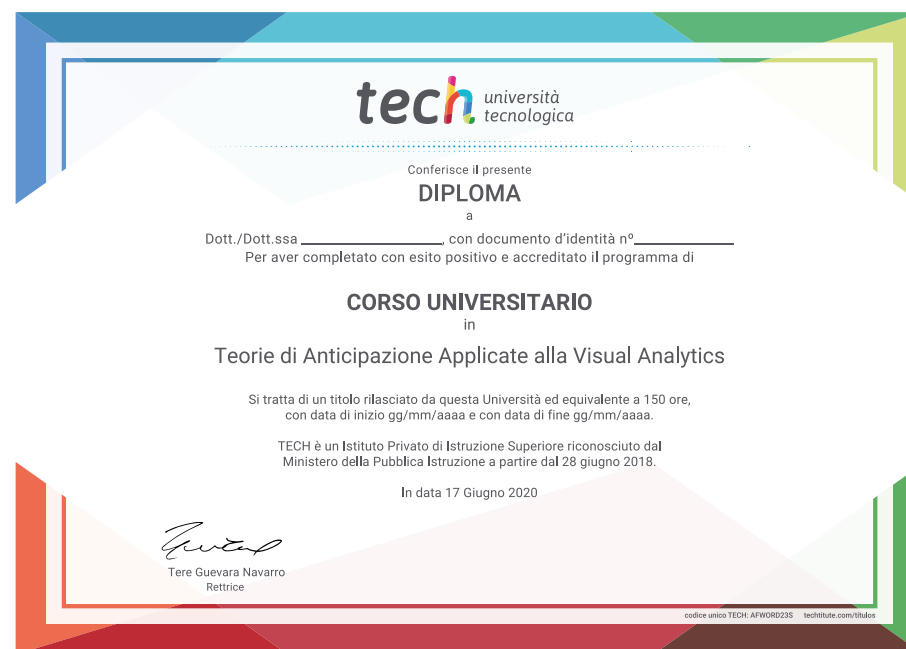 tech università
tecnologica
Conferisce il presente
DIPLOMA
a
Dott./Dott.ssa ____________________, con documento d'identità nº______________
Per aver completato con esito positivo e accreditato il programma di
CORSO UNIVERSITARIO
in
Teorie di Anticipazione Applicate alla Visual Analytics
Si tratta di un titolo rilasciato da questa Università ed equivalente a 150 ore,
con data di inizio gg/mm/aaaa e con data di fine gg/mm/aaaa.
TECH è un Istituto Privato di Istruzione Superiore riconosciuto dal
Ministero della Pubblica Istruzione a partire dal 28 giugno 2018.
In data 17 Giugno 2020
Tere Guevara Navarro
Rettrice
codice unico TECH: AFWORD23S techtitute.com/titulos